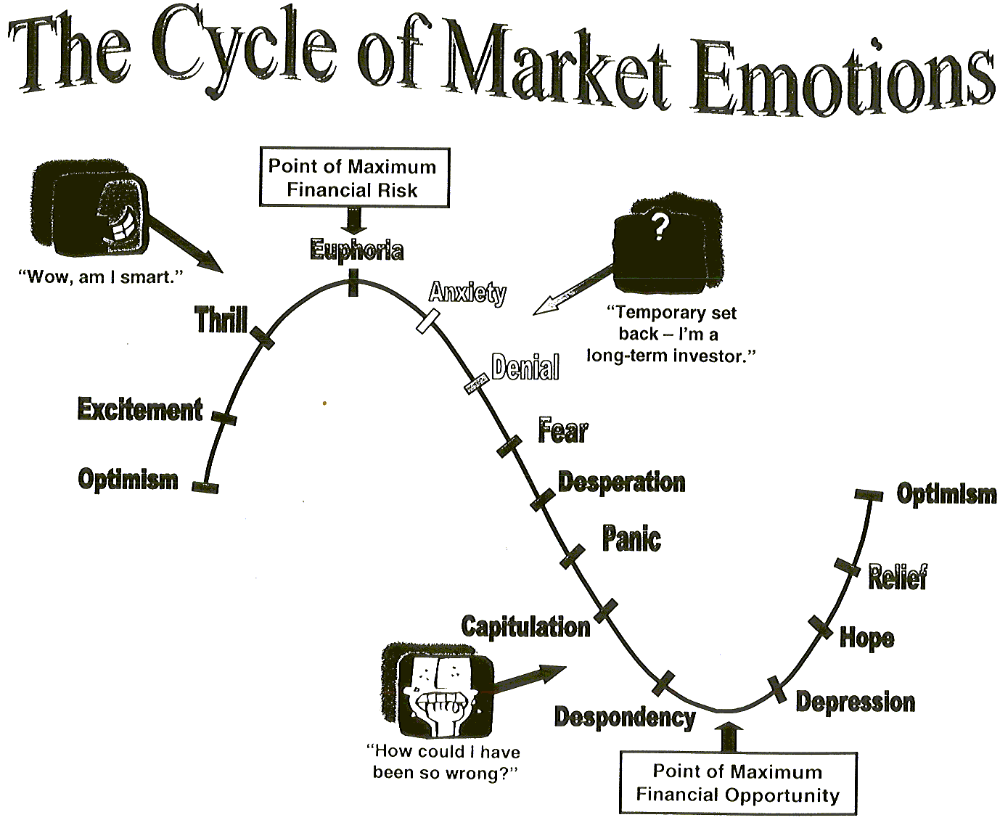 The Cycle of Market Emotions
Point of Maximum
Financial Risk
Euphoria
"Wow, am I smart."
Thrill
Excitement
Optimism
Anxiety
"Temporary set
back – I'm a
long-term investor."
?
Denial
Fear
Desperation
Panic
Capitulation
"How could I have
been so wrong?"
Despondency
Point of Maximum
Financial Opportunity
Depression
Hope
Relief
Optimism